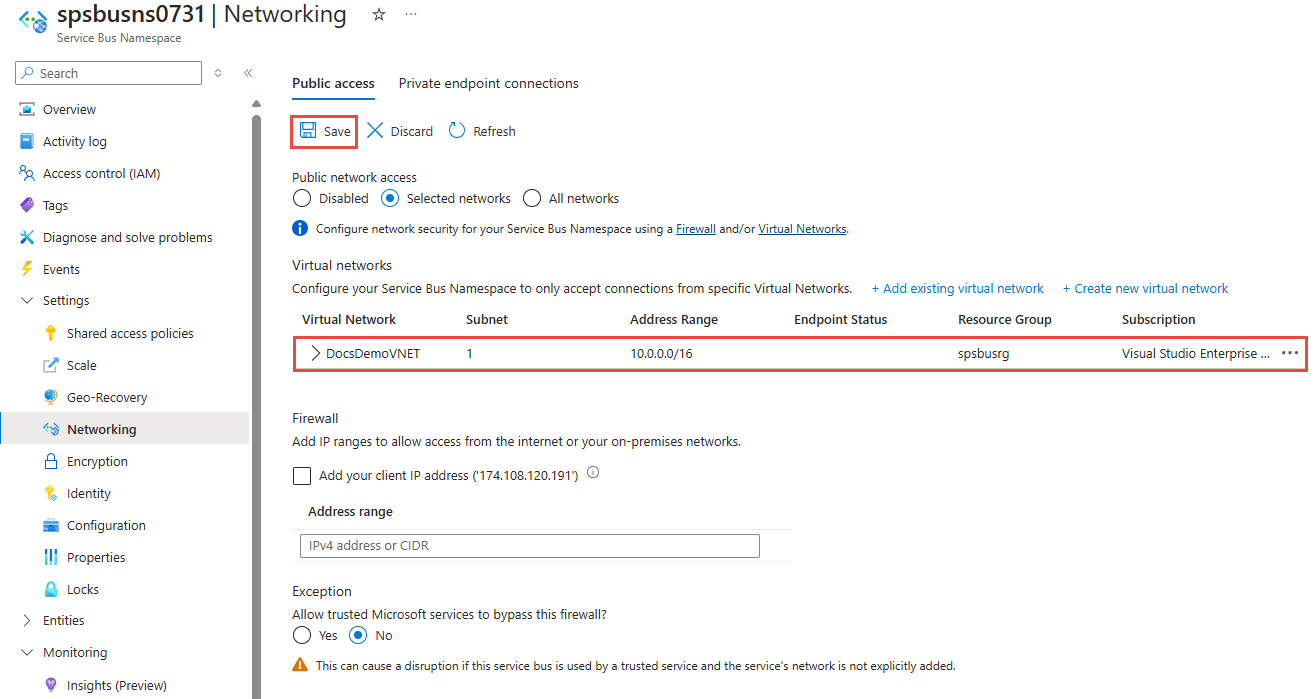 spsbusns0731 | Networking ☆ ...
Service Bus Namespace
Search
Overview
Activity log
Access control (IAM)
Tags
Diagnose and solve problems
Events
Settings
Shared access policies
Scale
Geo-Recovery
Networking
Encryption
Identity
Configuration
Properties
Locks
Entities
Monitoring
Insights (Preview)
Public access Private endpoint connections
Save Discard Refresh
Public network access
Disabled Selected networks All networks
Configure network security for your Service Bus Namespace using a Firewall and/or Virtual Networks.
Virtual networks
Configure your Service Bus Namespace to only accept connections from specific Virtual Networks. + Add existing virtual network + Create new virtual network
Virtual Network Subnet Address Range Endpoint Status Resource Group Subscription
DocsDemoVNET 1 10.0.0.0/16 spsbusrg Visual Studio Enterprise ... ...
Firewall
Add IP ranges to allow access from the internet or your on-premises networks.
Add your client IP address ('174.108.120.191')
Address range
IPv4 address or CIDR
Exception
Allow trusted Microsoft services to bypass this firewall?
Yes No
This can cause a disruption if this service bus is used by a trusted service and the service's network is not explicitly added.